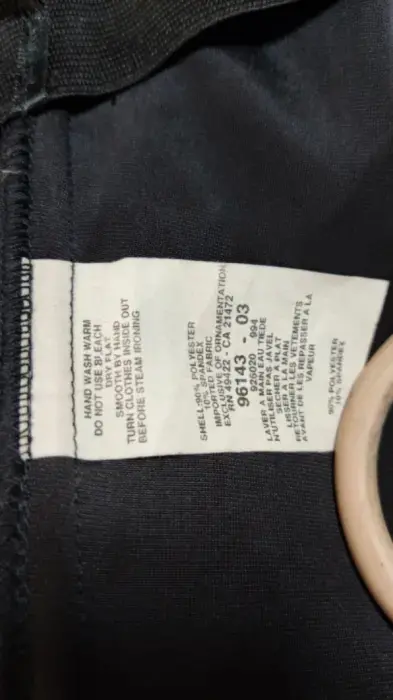 HAND WASH WARM
DO NOT USE BLEACH
DRY FLAT
SMOOTH BY HAND
TURN CLOTHES INSIDE OUT
BEFORE STEAM IRONING
SHELL-90% POLYESTER
10% SPANDEX
IMPORTED FABRIC
EXCLUSIVE OF ORNAMENTATION
RN 49422 - CA 21472
96143 - 03
994
LAVER A MAIN EAU TIEDE
N'UTILISER PAS JAVEL
SECHER A PLAT
LISSER A LA MAIN
RETOURNER LES VETEMENTS
AVANT DE LES REPASSER A LA
VAPEUR
90% POLYESTER
10% SPANDEX